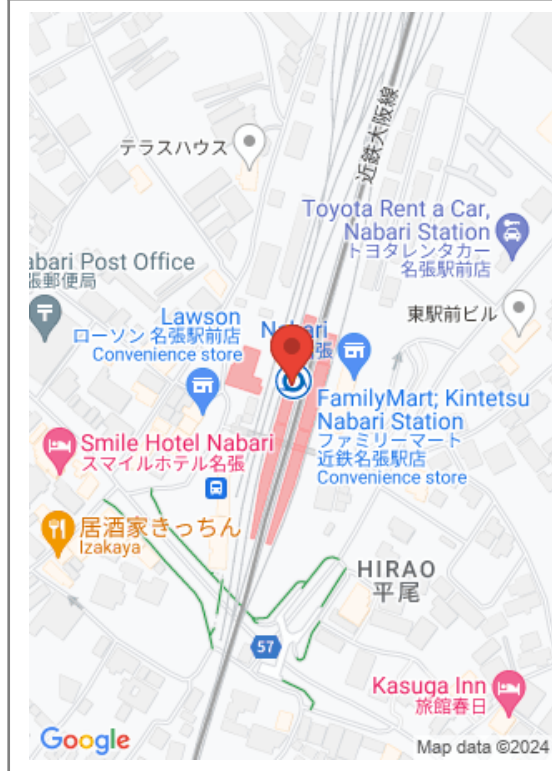 テラスハウス
近鉄大阪線
Toyota Rent a Car,
Nabari Station
トヨタレンタカー
名張駅前店
abari Post Office
張郵便局
Lawson
ローソン 名張駅前店
Convenience store
Nabari
張
東駅前ビル
FamilyMart; Kintetsu
Nabari Station
ファミリーマート
近鉄名張駅店
Convenience store
Smile Hotel Nabari
スマイルホテル名張
居酒家きっちん
Izakaya
HIRAO
平尾
57
Kasuga Inn
旅館春日
Google
Map data ©2024